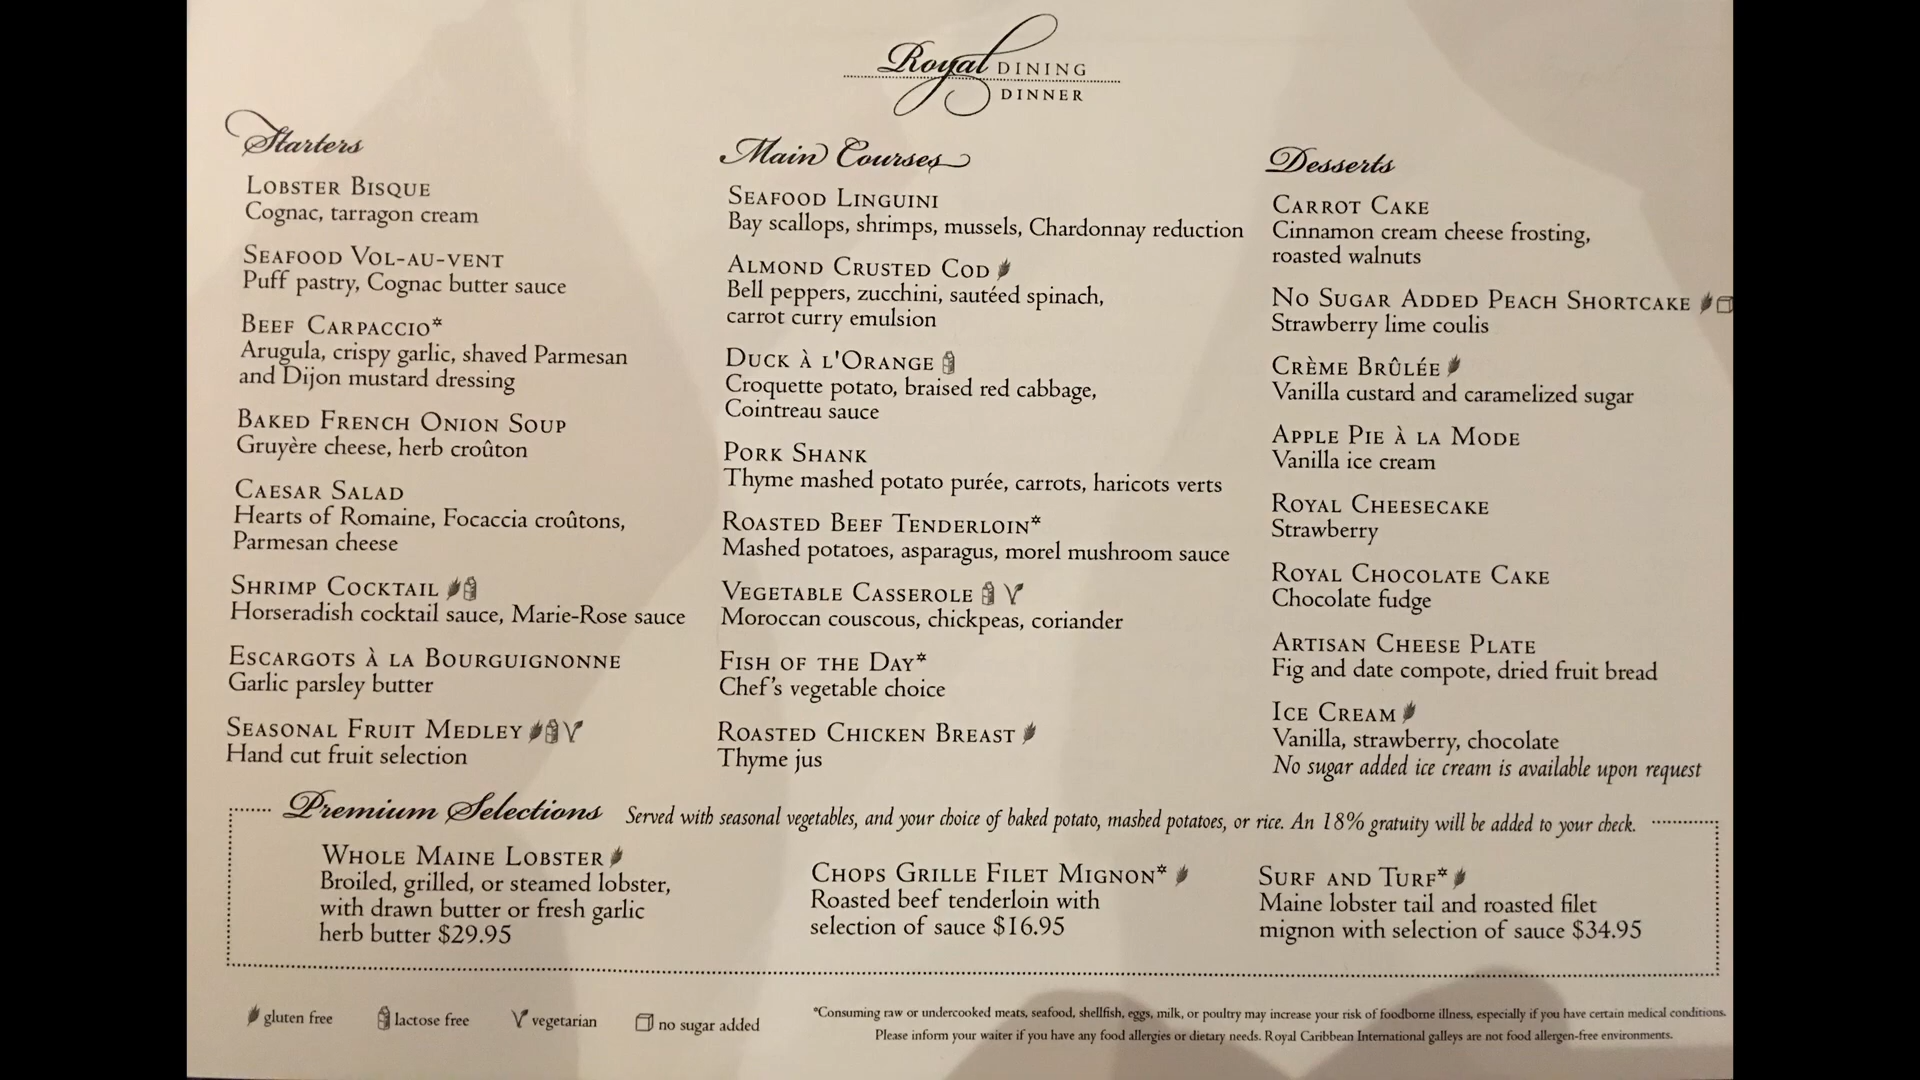 Royal DINING
DINNER
Starters
LOBSTER BISQUE
Cognac, tarragon cream
SEAFOOD VOL-AU-VENT
Puff pastry, Cognac butter sauce
BEEF CARPACCIO*
Arugula, crispy garlic, shaved Parmesan
and Dijon mustard dressing
BAKED FRENCH ONION SOUP
Gruyère cheese, herb croûton
CAESAR SALAD
Hearts of Romaine, Focaccia croûtons,
Parmesan cheese
SHRIMP COCKTAIL
Horseradish cocktail sauce, Marie-Rose sauce
ESCARGOTS À LA BOURGUIGNONNE
Garlic parsley butter
SEASONAL FRUIT MEDLEY
Hand cut fruit selection
Main Courses
SEAFOOD LINGUINI
Bay scallops, shrimps, mussels, Chardonnay reduction
ALMOND CRUSTED COD
Bell peppers, zucchini, sautéed spinach,
carrot curry emulsion
DUCK À L'ORANGE
Croquette potato, braised red cabbage,
Cointreau sauce
PORK SHANK
Thyme mashed potato purée, carrots, haricots verts
ROASTED BEEF TENDERLOIN*
Mashed potatoes, asparagus, morel mushroom sauce
VEGETABLE CASSEROLE
Moroccan couscous, chickpeas, coriander
FISH OF THE DAY*
Chef's vegetable choice
ROASTED CHICKEN BREAST
Thyme jus
Desserts
CARROT CAKE
Cinnamon cream cheese frosting,
roasted walnuts
NO SUGAR ADDED PEACH SHORTCAKE
Strawberry lime coulis
CRÈME BRÛLÉE
Vanilla custard and caramelized sugar
APPLE PIE À LA MODE
Vanilla ice cream
ROYAL CHEESECAKE
Strawberry
ROYAL CHOCOLATE CAKE
Chocolate fudge
ARTISAN CHEESE PLATE
Fig and date compote, dried fruit bread
ICE CREAM
Vanilla, strawberry, chocolate
No sugar added ice cream is available upon request
Premium Selections Served with seasonal vegetables, and your choice of baked potato, mashed potatoes, or rice. An 18% gratuity will be added to your check.
WHOLE MAINE LOBSTER
Broiled, grilled, or steamed lobster,
with drawn butter or fresh garlic
herb butter $29.95
CHOPS GRILLE FILET MIGNON*
Roasted beef tenderloin with
selection of sauce $16.95
SURF AND TURF*
Maine lobster tail and roasted filet
mignon with selection of sauce $34.95
gluten free lactose free vegetarian no sugar added
*Consuming raw or undercooked meats, seafood, shellfish, eggs, milk, or poultry may increase your risk of foodborne illness, especially if you have certain medical conditions.
Please inform your waiter if you have any food allergies or dietary needs. Royal Caribbean International galleys are not food allergen-free environments.